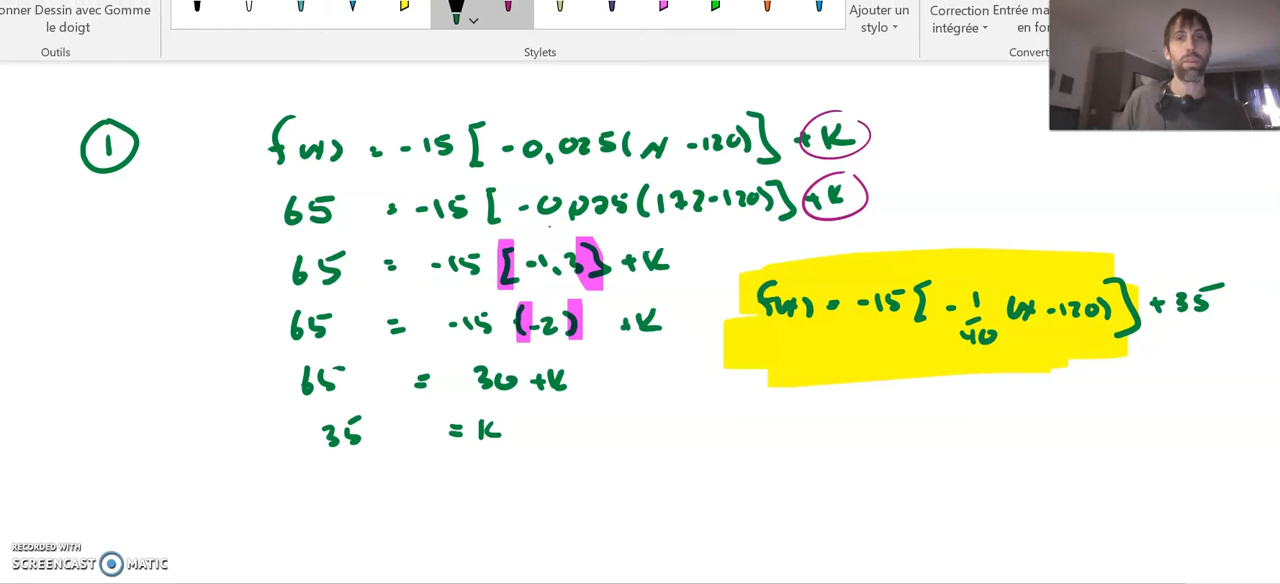 onner Dessin avec Gomme
le doigt
Outils
Stylets
Ajouter un
stylo
Correction
intégrée
Entrée ma
en for
Convert
1
f(x) = -15 [ -0,025(x -120)] +K
65 = -15 [ -0,025(172-120)] +K
65 = -15 [-1,3] +K
65 = -15 (-2) +K
65 = 30 +K
35 = K
f(x) = -15 [ -1/40 (x -120)] + 35
RECORDED WITH
SCREENCAST MATIC